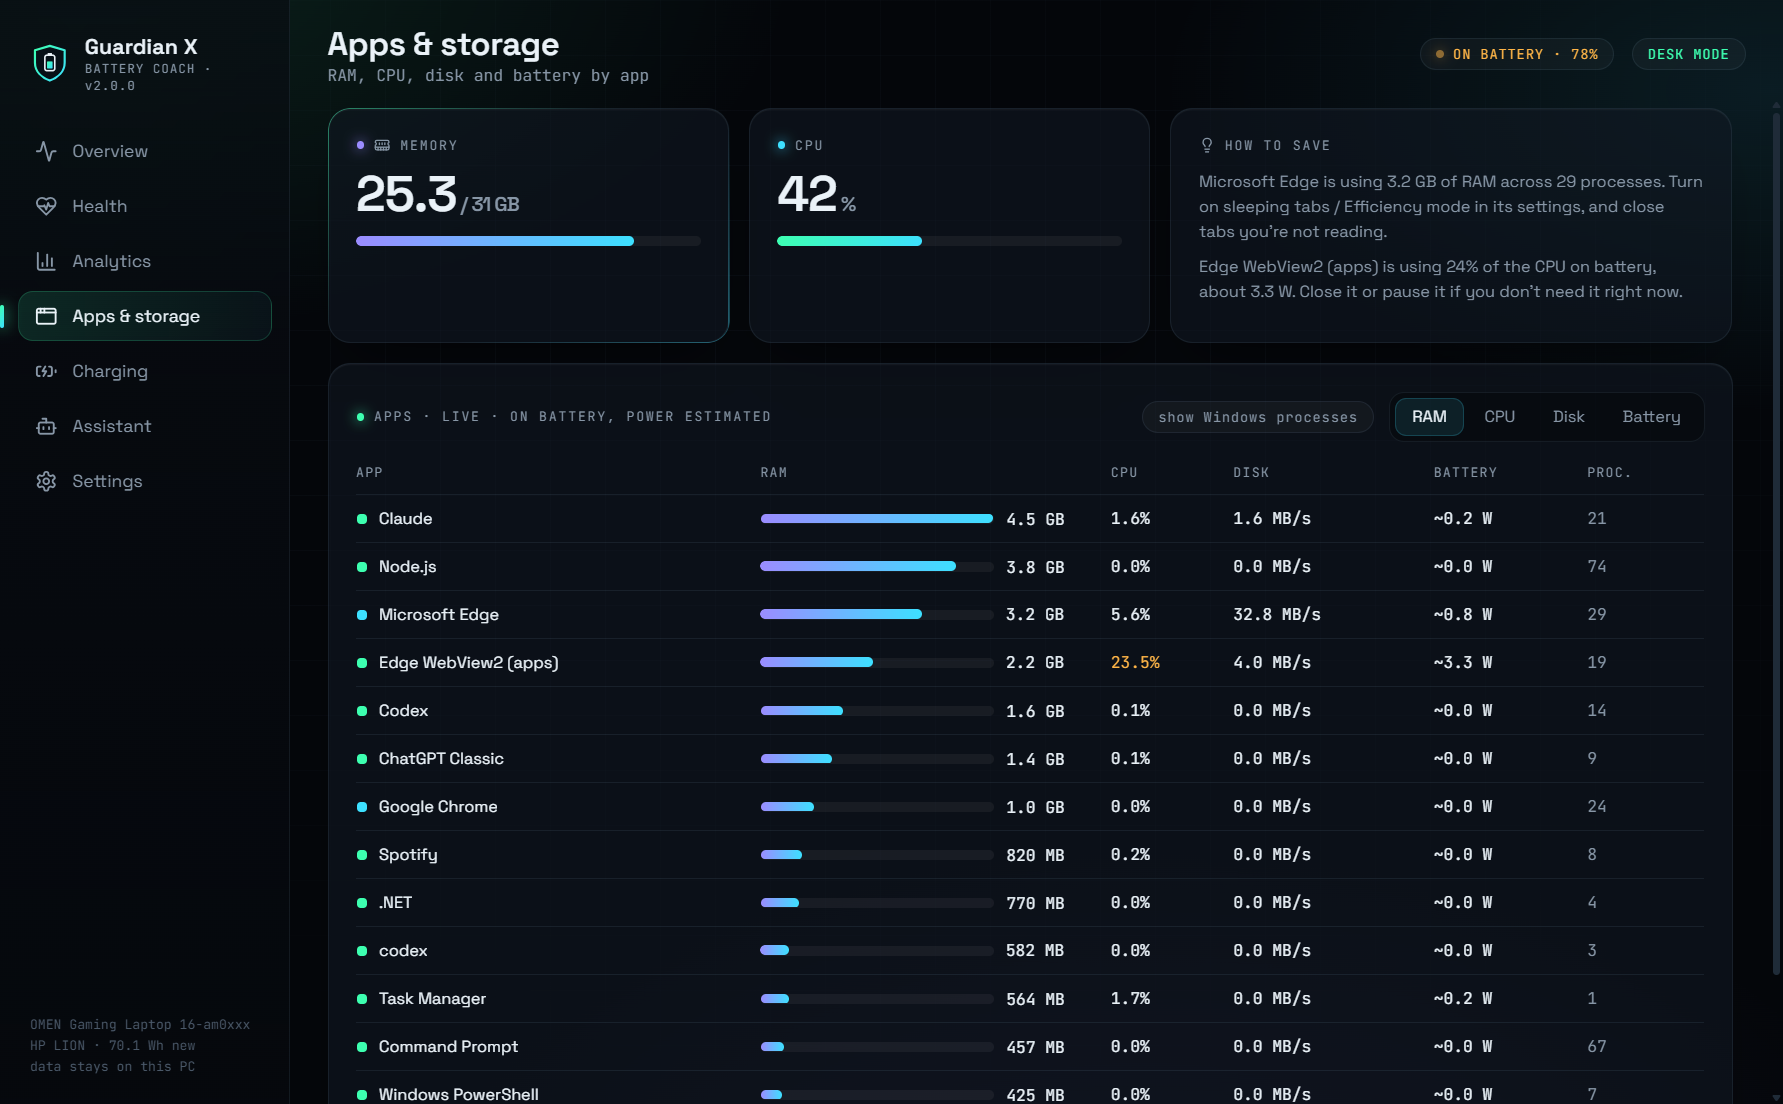 Guardian X
BATTERY COACH ·
v2.0.0
Overview
Health
Analytics
Apps & storage
Charging
Assistant
Settings
OMEN Gaming Laptop 16-am0xxx
HP LION · 70.1 Wh new
data stays on this PC
Apps & storage
RAM, CPU, disk and battery by app
ON BATTERY · 78%
DESK MODE
MEMORY
25.3 / 31 GB
CPU
42 %
HOW TO SAVE
Microsoft Edge is using 3.2 GB of RAM across 29 processes. Turn
on sleeping tabs / Efficiency mode in its settings, and close
tabs you're not reading.
Edge WebView2 (apps) is using 24% of the CPU on battery,
about 3.3 W. Close it or pause it if you don't need it right now.
APPS · LIVE · ON BATTERY, POWER ESTIMATED
show Windows processes
RAM CPU Disk Battery
APP RAM CPU DISK BATTERY PROC.
Claude 4.5 GB 1.6% 1.6 MB/s ~0.2 W 21
Node.js 3.8 GB 0.0% 0.0 MB/s ~0.0 W 74
Microsoft Edge 3.2 GB 5.6% 32.8 MB/s ~0.8 W 29
Edge WebView2 (apps) 2.2 GB 23.5% 4.0 MB/s ~3.3 W 19
Codex 1.6 GB 0.1% 0.0 MB/s ~0.0 W 14
ChatGPT Classic 1.4 GB 0.1% 0.0 MB/s ~0.0 W 9
Google Chrome 1.0 GB 0.0% 0.0 MB/s ~0.0 W 24
Spotify 820 MB 0.2% 0.0 MB/s ~0.0 W 8
.NET 770 MB 0.0% 0.0 MB/s ~0.0 W 4
codex 582 MB 0.0% 0.0 MB/s ~0.0 W 3
Task Manager 564 MB 1.7% 0.0 MB/s ~0.2 W 1
Command Prompt 457 MB 0.0% 0.0 MB/s ~0.0 W 67
Windows PowerShell 425 MB 0.0% 0.0 MB/s ~0.0 W 7